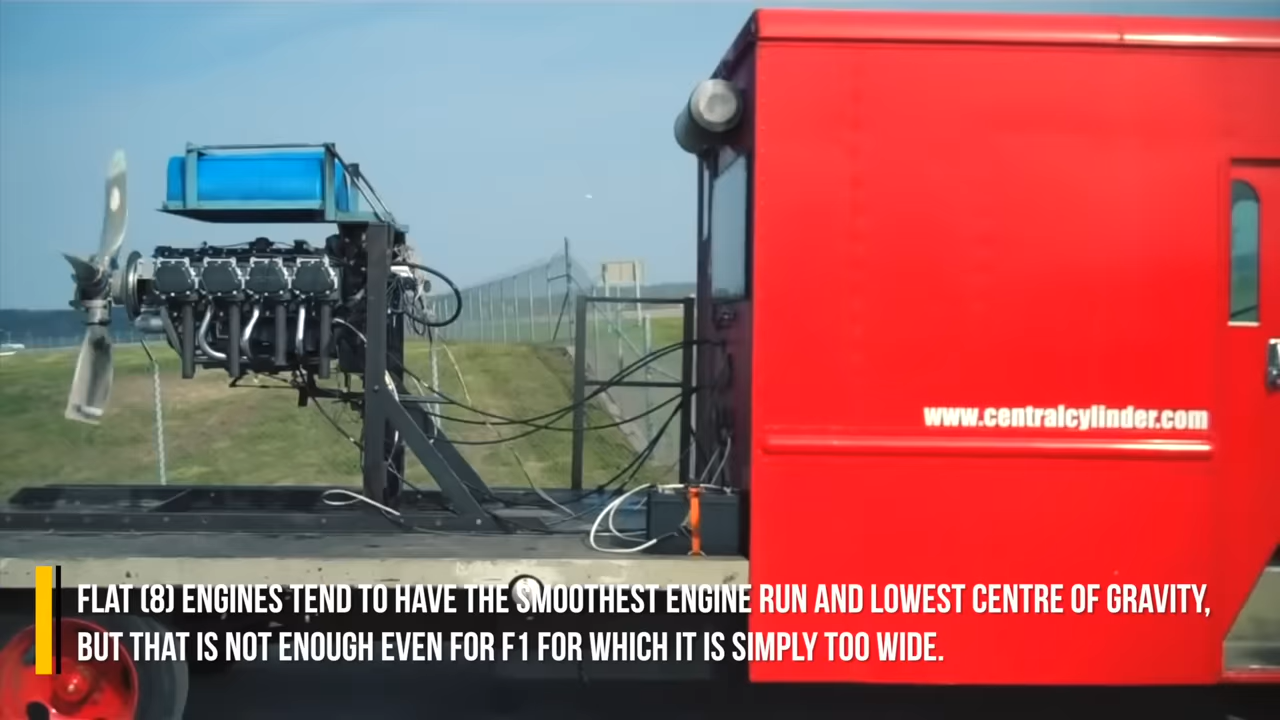 www.centralcylinder.com
FLAT (8) ENGINES TEND TO HAVE THE SMOOTHEST ENGINE RUN AND LOWEST CENTRE OF GRAVITY,
BUT THAT IS NOT ENOUGH EVEN FOR F1 FOR WHICH IT IS SIMPLY TOO WIDE.